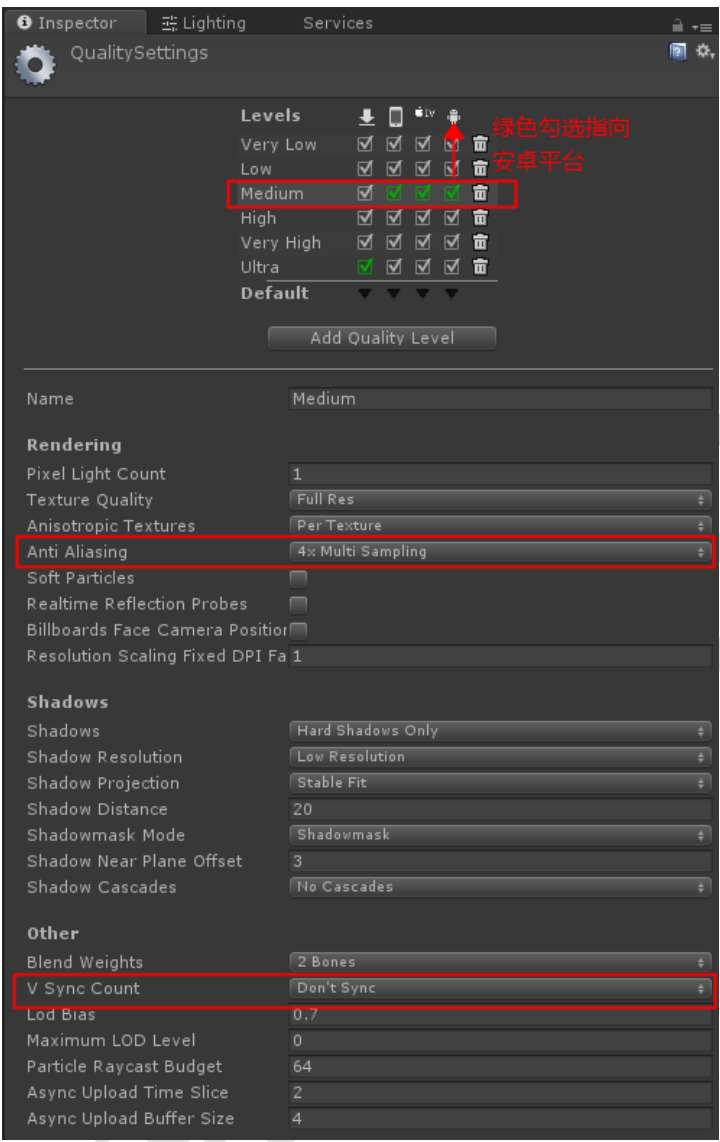 Inspector Lighting Services
QualitySettings
Levels tv
绿色勾选指向
Very Low
安卓平台
Low
Medium
High
Very High
Ultra
Default
Add Quality Level
Name Medium
Rendering
Pixel Light Count 1
Texture Quality Full Res
Anisotropic Textures Per Texture
Anti Aliasing 4x Multi Sampling
Soft Particles
Realtime Reflection Probes
Billboards Face Camera Position
Resolution Scaling Fixed DPI Fa 1
Shadows
Shadows Hard Shadows Only
Shadow Resolution Low Resolution
Shadow Projection Stable Fit
Shadow Distance 20
Shadowmask Mode Shadowmask
Shadow Near Plane Offset 3
Shadow Cascades No Cascades
Other
Blend Weights 2 Bones
V Sync Count Don't Sync
Lod Bias 0.7
Maximum LOD Level 0
Particle Raycast Budget 64
Async Upload Time Slice 2
Async Upload Buffer Size 4